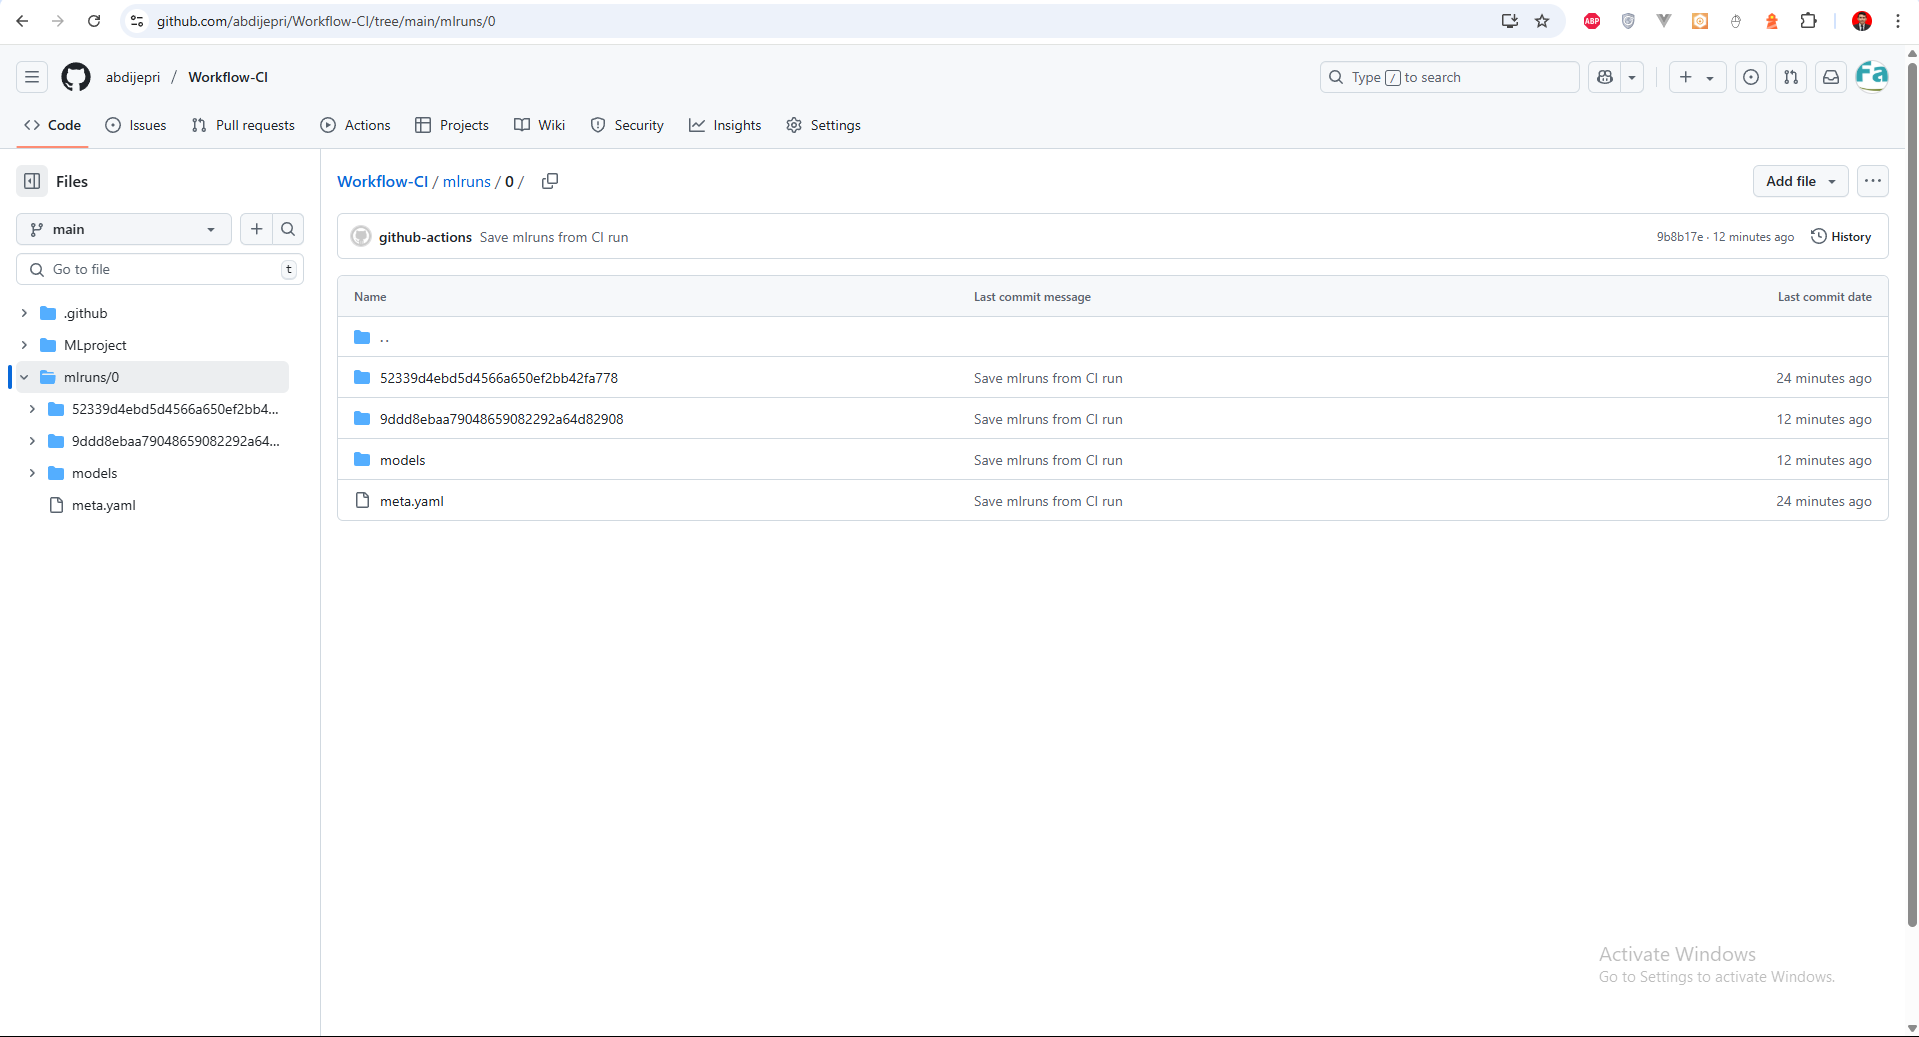 github.com/abdijepri/Workflow-CI/tree/main/mlruns/0
ABP
abdijepri / Workflow-CI
Type / to search
Fa
Code Issues Pull requests Actions Projects Wiki Security Insights Settings
Files
main
Go to file t
.github
MLproject
mlruns/0
52339d4ebd5d4566a650ef2bb4...
9ddd8ebaa79048659082292a64...
models
meta.yaml
Workflow-CI / mlruns / 0 /
Add file
github-actions Save mlruns from CI run 9b8b17e · 12 minutes ago History
Name Last commit message Last commit date
..
52339d4ebd5d4566a650ef2bb42fa778 Save mlruns from CI run 24 minutes ago
9ddd8ebaa79048659082292a64d82908 Save mlruns from CI run 12 minutes ago
models Save mlruns from CI run 12 minutes ago
meta.yaml Save mlruns from CI run 24 minutes ago
Activate Windows
Go to Settings to activate Windows.